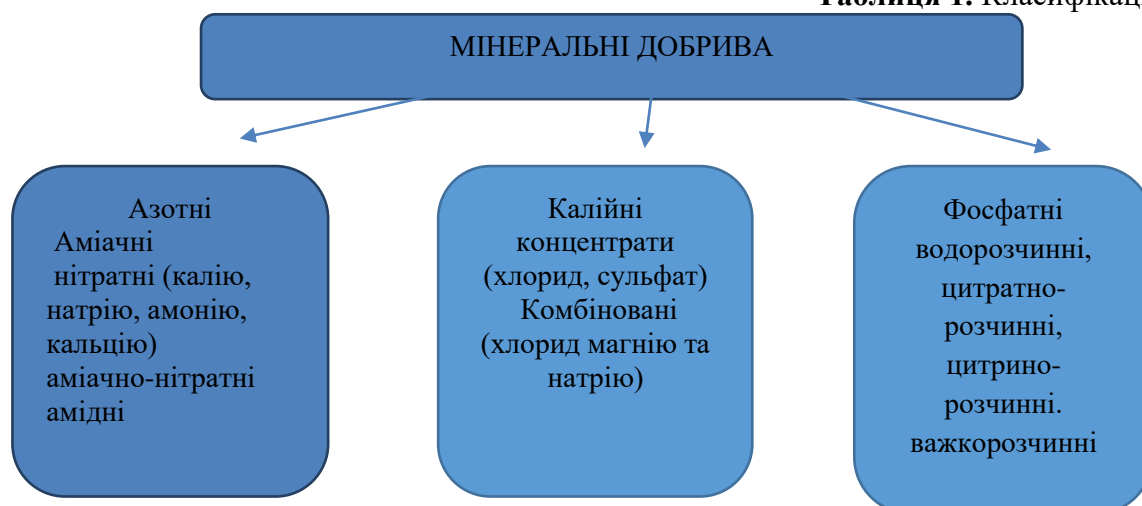 Таблиця 1. Класифікац
МІНЕРАЛЬНІ ДОБРИВА
Азотні
Аміачні
нітратні (калію,
натрію, амонію,
кальцію)
аміачно-нітратні
амідні
Калійні
концентрати
(хлорид, сульфат)
Комбіновані
(хлорид магнію та
натрію)
Фосфатні
водорозчинні,
цитратно-
розчинні,
цитрино-
розчинні.
важкорозчинні